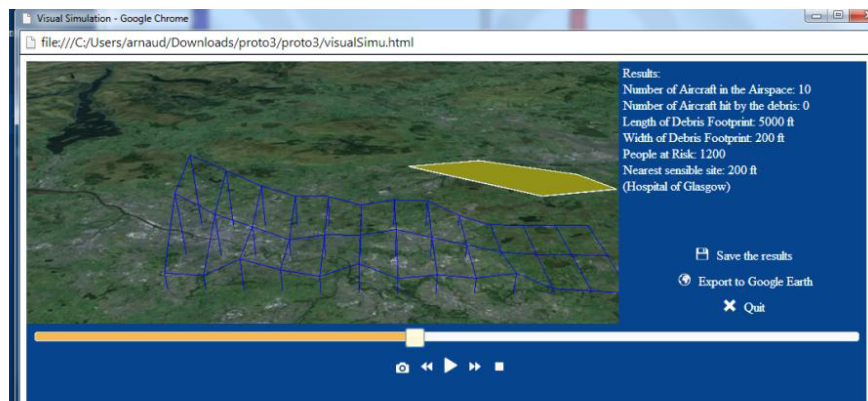 Visual Simulation - Google Chrome
file:///C:/Users/arnaud/Downloads/proto3/proto3/visualSimu.html
Results:
Number of Aircraft in the Airspace: 10
Number of Aircraft hit by the debris: 0
Length of Debris Footprint: 5000 ft
Width of Debris Footprint: 200 ft
People at Risk: 1200
Nearest sensible site: 200 ft
(Hospital of Glasgow)
Save the results
Export to Google Earth
Quit